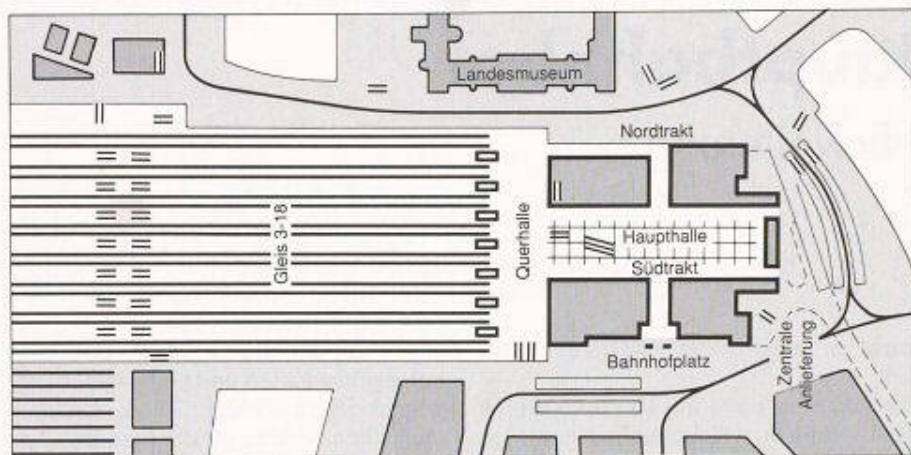 Landesmuseum
Nordtrakt
Gleis 3-18
Querhalle
Haupthalle
Südtrakt
Bahnhofplatz
Zentrale
Anlieferung